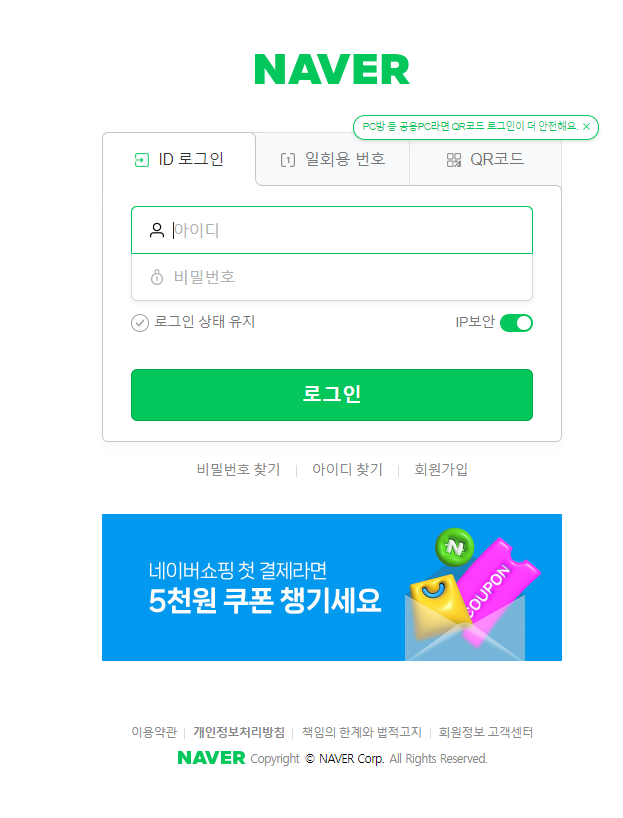 NAVER
PC방 등 공용PC라면 QR코드 로그인이 더 안전해요. ×
ID 로그인
1 일회용 번호
QR코드
아이디
비밀번호
로그인 상태 유지
IP보안
로그인
비밀번호 찾기 | 아이디 찾기 | 회원가입
네이버쇼핑 첫 결제라면
5천원 쿠폰 챙기세요
N
COUPON
이용약관 | 개인정보처리방침 | 책임의 한계와 법적고지 | 회원정보 고객센터
NAVER Copyright © NAVER Corp. All Rights Reserved.